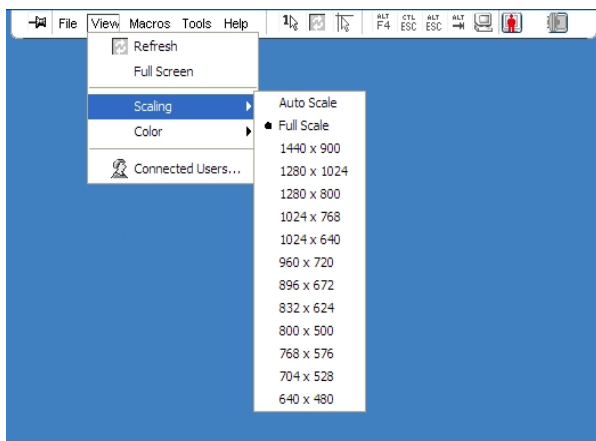 File View Macros Tools Help 1 ALT F4 CTL ESC ALT ESC ALT
Refresh
Full Screen
Scaling
Color
Connected Users...
Auto Scale
Full Scale
1440 x 900
1280 x 1024
1280 x 800
1024 x 768
1024 x 640
960 x 720
896 x 672
832 x 624
800 x 500
768 x 576
704 x 528
640 x 480